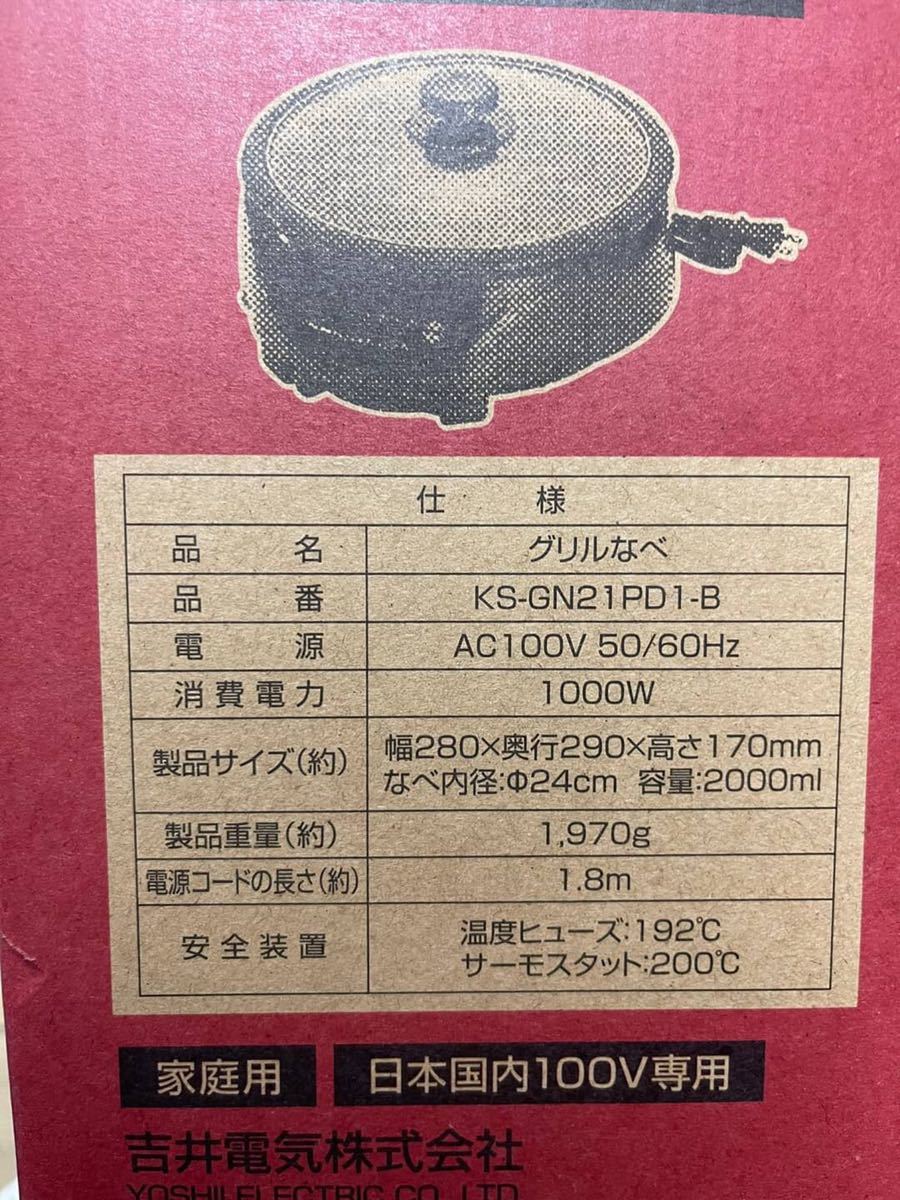 仕様
品名 グリルなべ
品番 KS-GN21PD1-B
電源 AC100V 50/60Hz
消費電力 1000W
製品サイズ(約) 幅280×奥行290×高さ170mm
なべ内径:Φ24cm 容量:2000ml
製品重量(約) 1,970g
電源コードの長さ(約) 1.8m
安全装置 温度ヒューズ:192℃
サーモスタット:200℃
家庭用 日本国内100V専用
吉井電気株式会社
YOSHII ELECTRIC CO.,LTD.